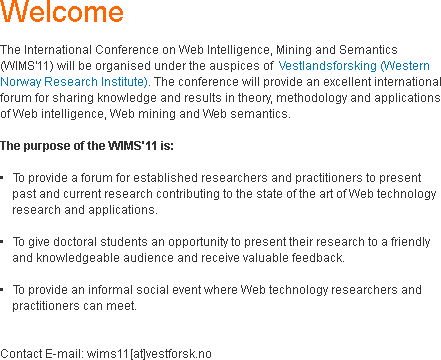 Welcome
The International Conference on Web Intelligence, Mining and Semantics
(WIMS'11) will be organised under the auspices of Vestlandsforsking (Western
Norway Research Institute). The conference will provide an excellent international
forum for sharing knowledge and results in theory, methodology and applications
of Web intelligence, Web mining and Web semantics.
The purpose of the WIMS'11 is:
• To provide a forum for established researchers and practitioners to present
past and current research contributing to the state of the art of Web technology
research and applications.
• To give doctoral students an opportunity to present their research to a friendly
and knowledgeable audience and receive valuable feedback.
• To provide an informal social event where Web technology researchers and
practitioners can meet.
Contact E-mail: wims11[at]vestforsk.no